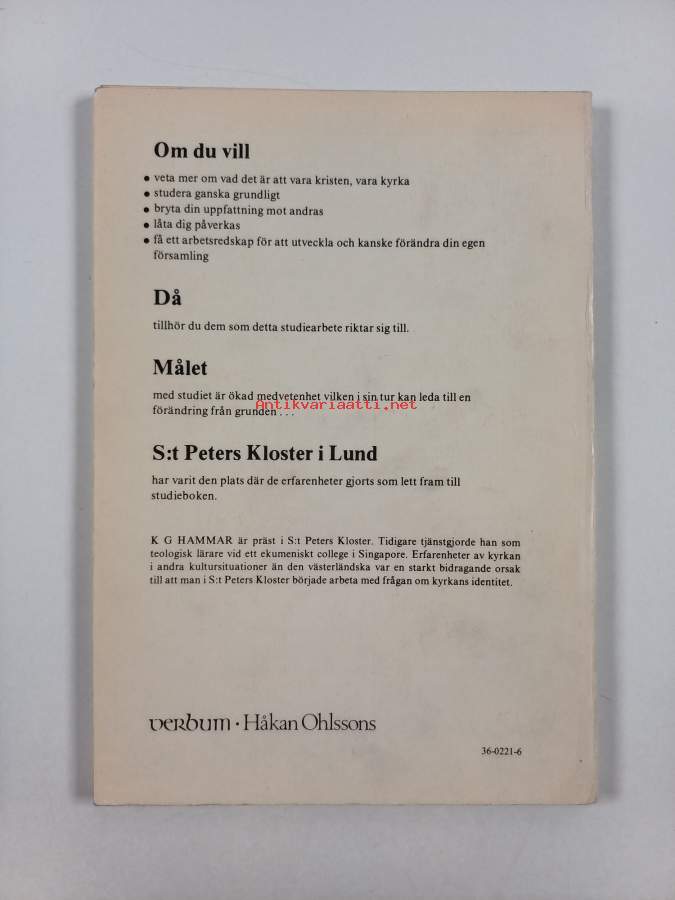 Om du vill
• veta mer om vad det är att vara kristen, vara kyrka
• studera ganska grundligt
• bryta din uppfattning mot andras
• låta dig påverkas
• få ett arbetsredskap för att utveckla och kanske förändra din egen
församling
Då
tillhör du dem som detta studiearbete riktar sig till.
Målet
med studiet är ökad medvetenhet vilken i sin tur kan leda till en
Antikvariaatti.net
förändring från grunden . . .
S:t Peters Kloster i Lund
har varit den plats där de erfarenheter gjorts som lett fram till
studieboken.
K G HAMMAR är präst i S:t Peters Kloster. Tidigare tjänstgjorde han som
teologisk lärare vid ett ekumeniskt college i Singapore. Erfarenheter av kyrkan
i andra kultursituationer än den västerländska var en starkt bidragande orsak
till att man i S:t Peters Kloster började arbeta med frågan om kyrkans identitet.
verbum · Håkan Ohlssons
36-0221-6